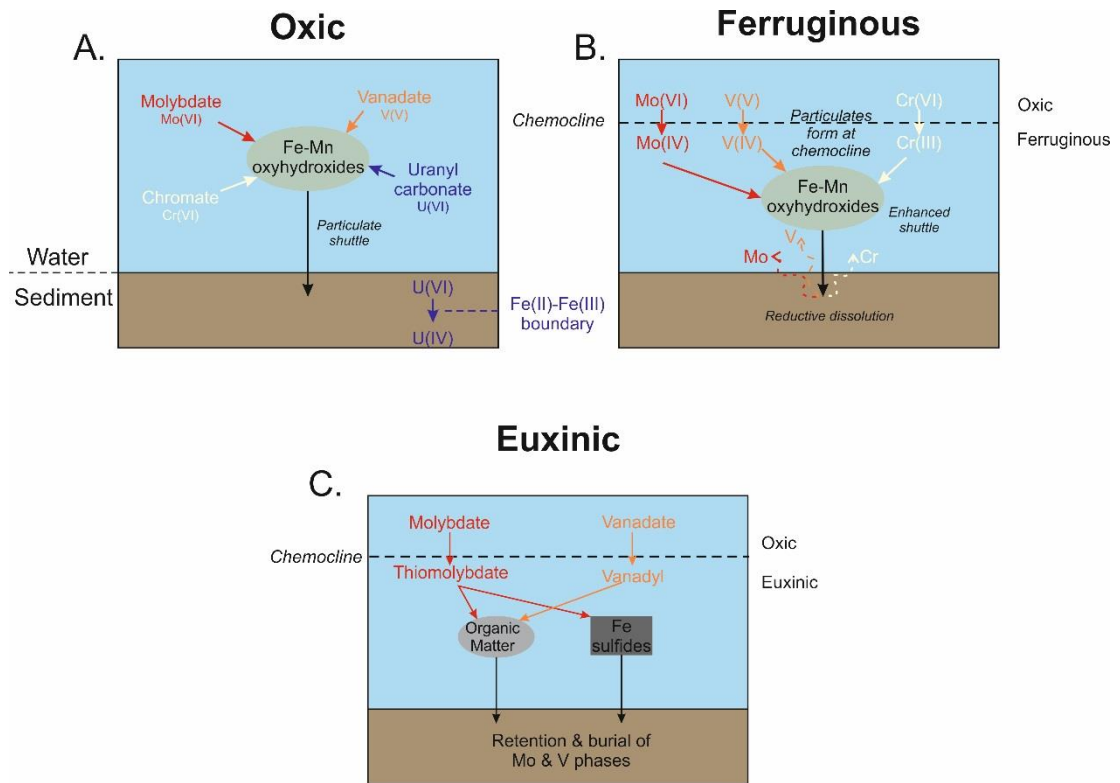 Oxic
A.
Molybdate
Mo(VI)
Vanadate
V(V)
Fe-Mn
oxyhydroxides
Uranyl
carbonate
U(VI)
Chromate
Cr(VI)
Particulate
shuttle
Water
Sediment
U(VI)
U(IV)
Fe(II)-Fe(III)
boundary
Ferruginous
B.
Mo(VI)
V(V)
Cr(VI)
Oxic
Chemocline
Particulates
form at
chemocline
Ferruginous
Mo(IV)
V(IV)
Cr(III)
Fe-Mn
oxyhydroxides
Enhanced
shuttle
V
Mo
Cr
Reductive dissolution
Euxinic
C.
Molybdate
Vanadate
Oxic
Chemocline
Thiomolybdate
Vanadyl
Euxinic
Organic
Matter
Fe
sulfides
Retention & burial of
Mo & V phases